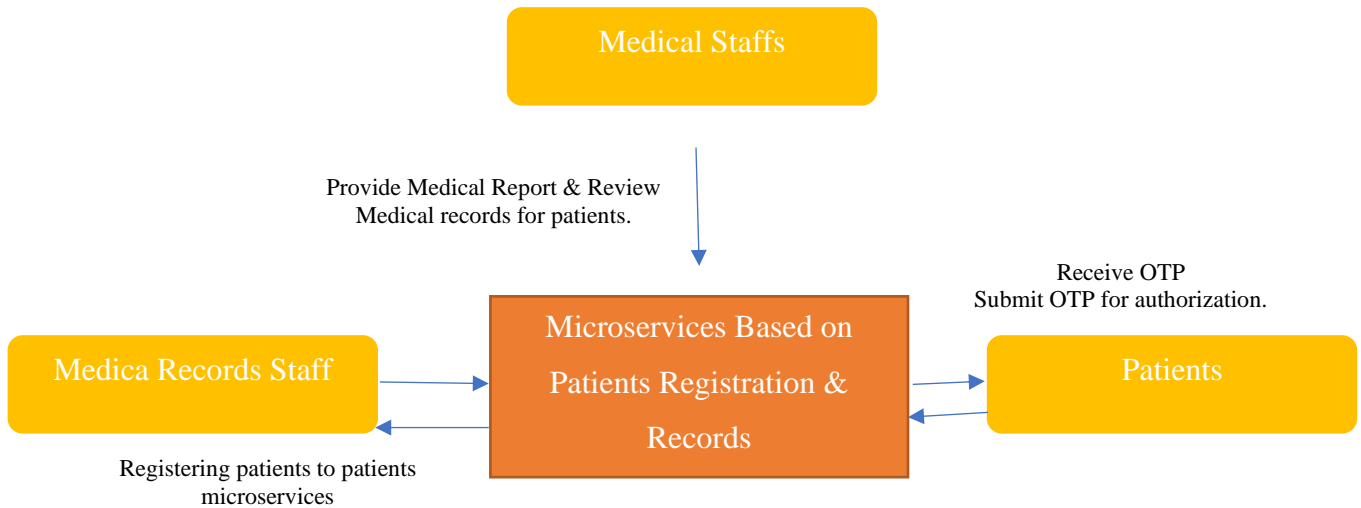 Medical Staffs
Provide Medical Report & Review
Medical records for patients.
Receive OTP
Submit OTP for authorization.
Microservices Based on
Patients Registration &
Records
Medica Records Staff
Patients
Registering patients to patients
microservices